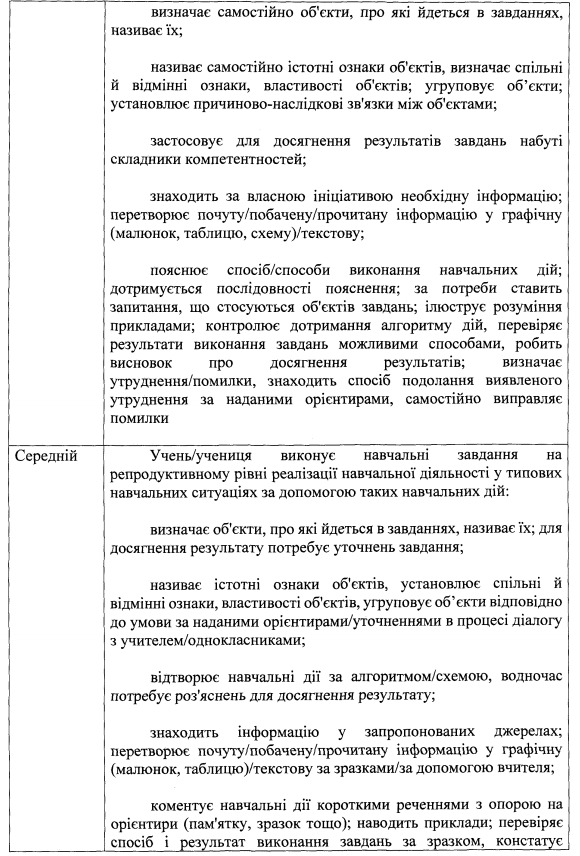 визначає самостійно об'єкти, про які йдеться в завданнях,
називає їх;
називає самостійно істотні ознаки об'єктів, визначає спільні
й відмінні ознаки, властивості об'єктів; угруповує об’єкти;
установлює причиново-наслідкові зв'язки між об'єктами;
застосовує для досягнення результатів завдань набуті
складники компетентностей;
знаходить за власною ініціативою необхідну інформацію;
перетворює почуту/побачену/прочитану інформацію у графічну
(малюнок, таблицю, схему)/текстову;
пояснює спосіб/способи виконання навчальних дій;
дотримується послідовності пояснення; за потреби ставить
запитання, що стосуються об'єктів завдань; ілюструє розуміння
прикладами; контролює дотримання алгоритму дій, перевіряє
результати виконання завдань можливими способами, робить
висновок про досягнення результатів; визначає
утруднення/помилки, знаходить спосіб подолання виявленого
утруднення за наданими орієнтирами, самостійно виправляє
помилки
Середній
Учень/учениця виконує навчальні завдання на
репродуктивному рівні реалізації навчальної діяльності у типових
навчальних ситуаціях за допомогою таких навчальних дій:
визначає об'єкти, про які йдеться в завданнях, називає їх; для
досягнення результату потребує уточнень завдання;
називає істотні ознаки об'єктів, установлює спільні й
відмінні ознаки, властивості об'єктів, угруповує об’єкти відповідно
до умови за наданими орієнтирами/уточненнями в процесі діалогу
з учителем/однокласниками;
відтворює навчальні дії за алгоритмом/схемою, водночас
потребує роз'яснень для досягнення результату;
знаходить інформацію у запропонованих джерелах;
перетворює почуту/побачену/прочитану інформацію у графічну
(малюнок, таблицю)/текстову за зразками/за допомогою вчителя;
коментує навчальні дії короткими реченнями з опорою на
орієнтири (пам'ятку, зразок тощо); наводить приклади; перевіряє
спосіб і результат виконання завдань за зразком, констатує